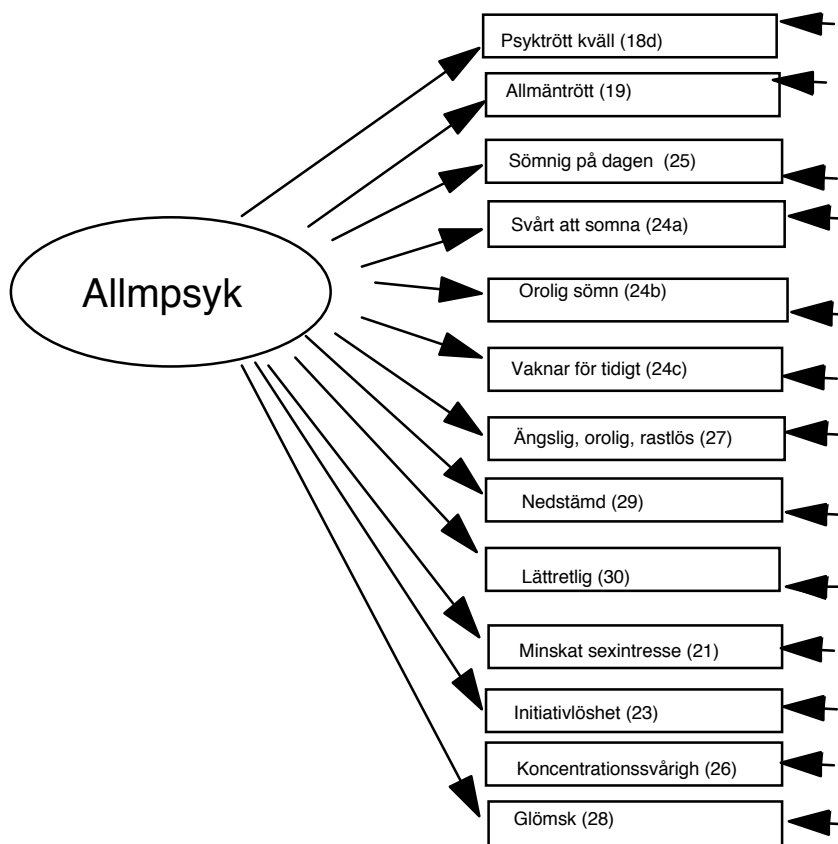 Psyktrött kväll (18d)
Allmäntrött (19)
Sömnig på dagen (25)
Svårt att somna (24a)
Allmpsyk
Orolig sömn (24b)
Vaknar för tidigt (24c)
Ängslig, orolig, rastlös (27)
Nedstämd (29)
Lättretlig (30)
Minskat sexintresse (21)
Initiativlöshet (23)
Koncentrationssvårigh (26)
Glömsk (28)